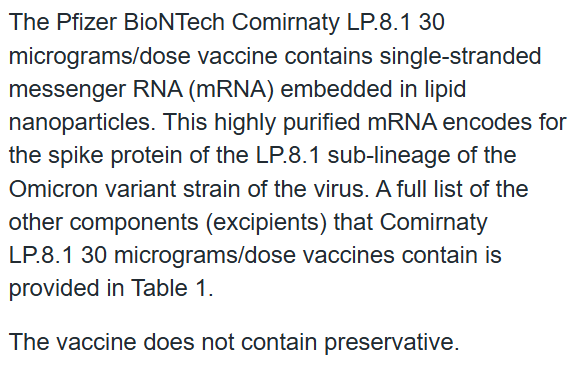 The Pfizer BioNTech Comirnaty LP.8.1 30
micrograms/dose vaccine contains single-stranded
messenger RNA (mRNA) embedded in lipid
nanoparticles. This highly purified mRNA encodes for
the spike protein of the LP.8.1 sub-lineage of the
Omicron variant strain of the virus. A full list of the
other components (excipients) that Comirnaty
LP.8.1 30 micrograms/dose vaccines contain is
provided in Table 1.
The vaccine does not contain preservative.